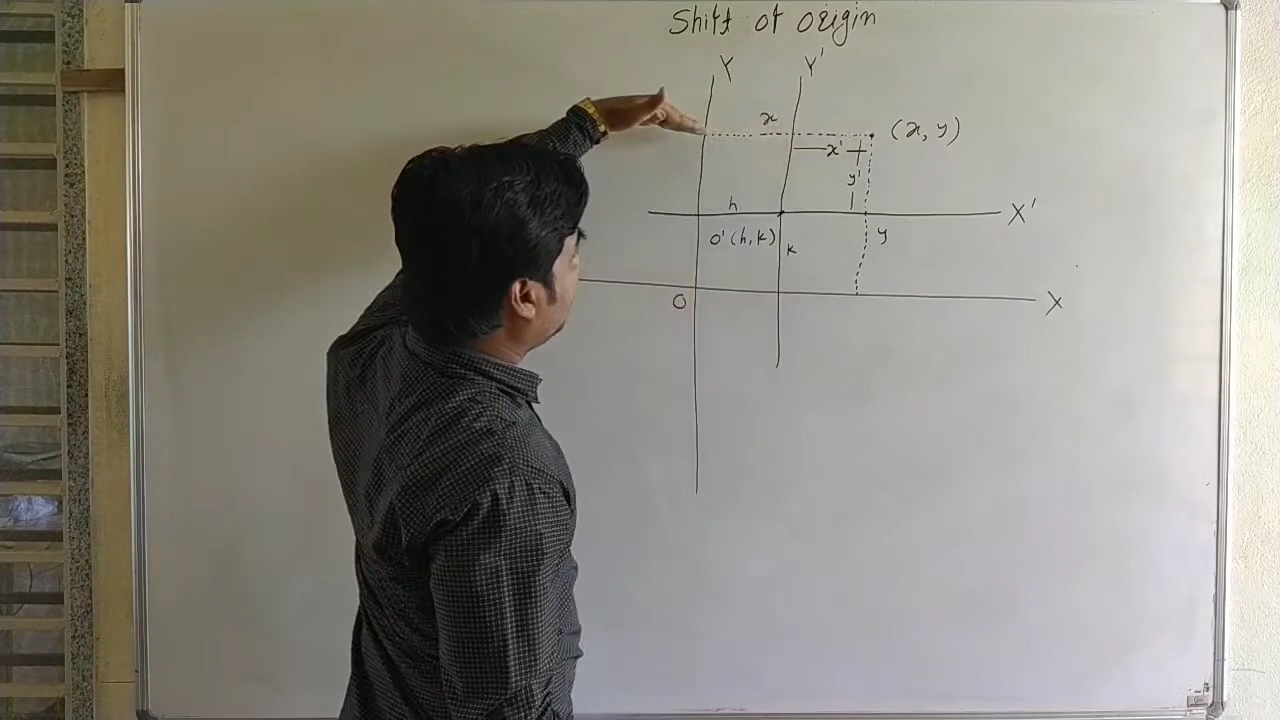 Shift of origin
Y Y'
x (x, y)
x'
y'
h X'
O'(h, k) k y
O X